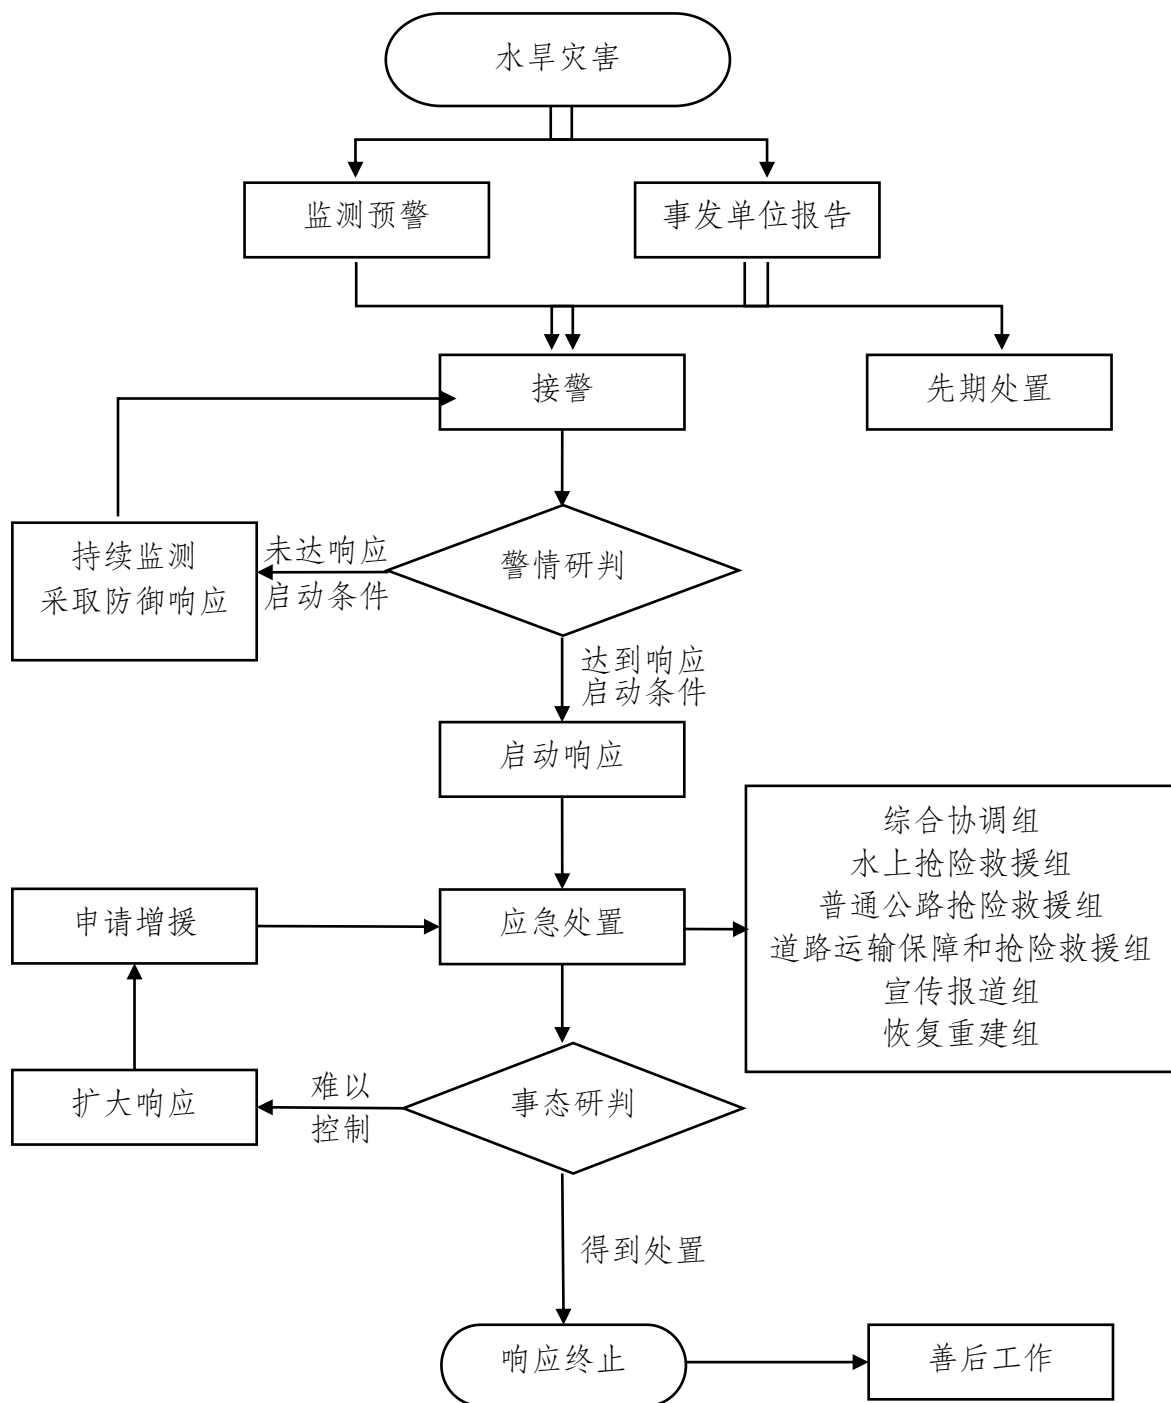 水旱灾害
监测预警
事发单位报告
接警
先期处置
持续监测
采取防御响应
未达响应
启动条件
警情研判
达到响应
启动条件
启动响应
综合协调组
水上抢险救援组
普通公路抢险救援组
道路运输保障和抢险救援组
宣传报道组
恢复重建组
申请增援
应急处置
扩大响应
难以
控制
事态研判
得到处置
响应终止
善后工作